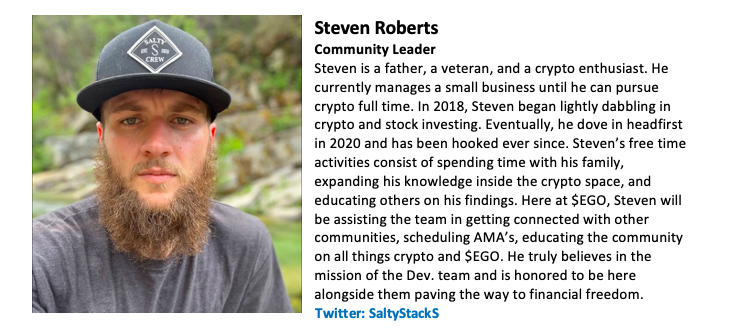 SALTY
S
CREW
Steven Roberts
Community Leader
Steven is a father, a veteran, and a crypto enthusiast. He
currently manages a small business until he can pursue
crypto full time. In 2018, Steven began lightly dabbling in
crypto and stock investing. Eventually, he dove in headfirst
in 2020 and has been hooked ever since. Steven’s free time
activities consist of spending time with his family,
expanding his knowledge inside the crypto space, and
educating others on his findings. Here at $EGO, Steven will
be assisting the team in getting connected with other
communities, scheduling AMA’s, educating the community
on all things crypto and $EGO. He truly believes in the
mission of the Dev. team and is honored to be here
alongside them paving the way to financial freedom.
Twitter: SaltyStackS